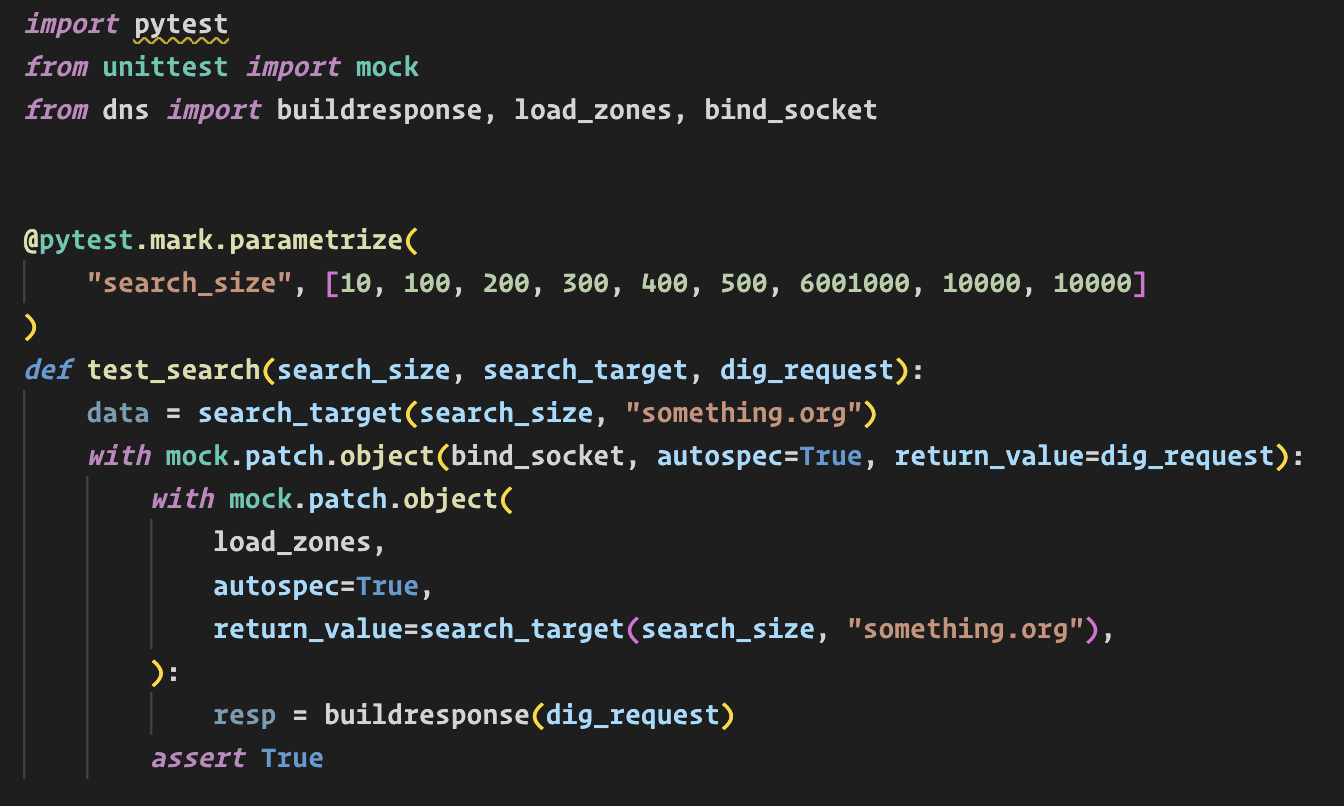 import pytest
from unittest import mock
from dns import buildresponse, load_zones, bind_socket
@pytest.mark.parametrize(
    "search_size", [10, 100, 200, 300, 400, 500, 6001000, 10000, 10000]
)
def test_search(search_size, search_target, dig_request):
    data = search_target(search_size, "something.org")
    with mock.patch.object(bind_socket, autospec=True, return_value=dig_request):
        with mock.patch.object(
            load_zones,
            autospec=True,
            return_value=search_target(search_size, "something.org"),
        ):
            resp = buildresponse(dig_request)
        assert True